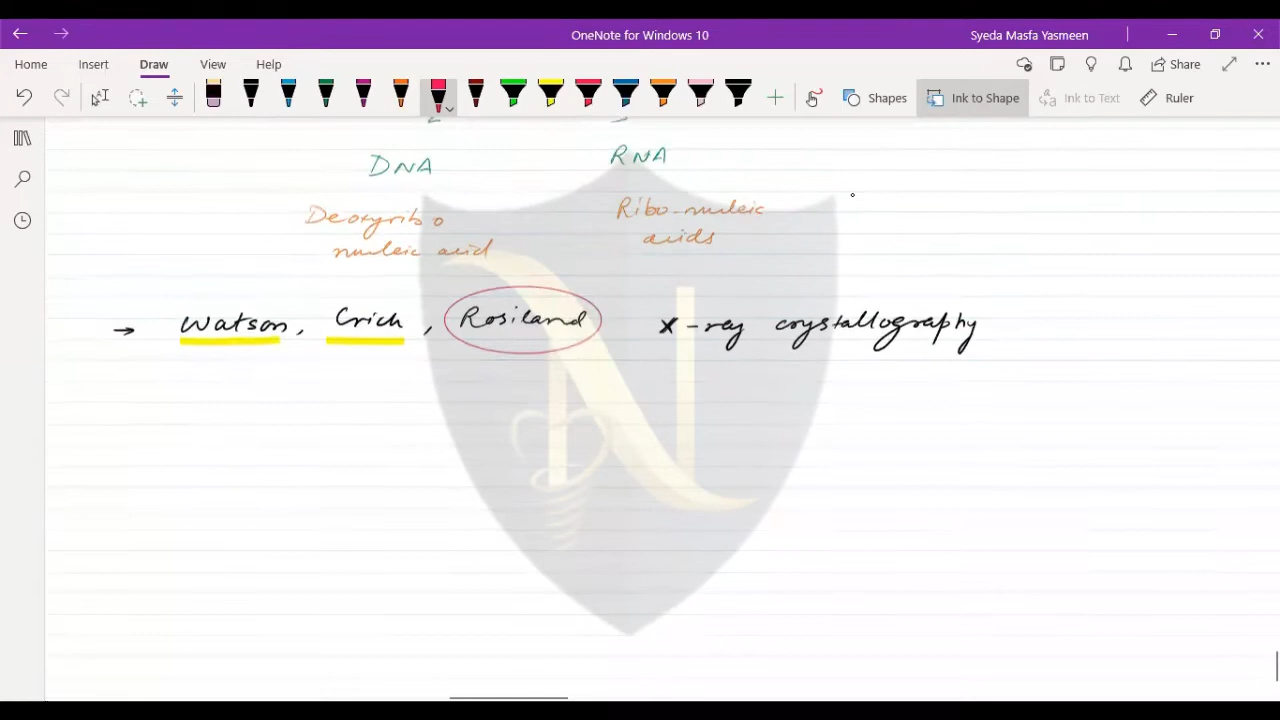 OneNote for Windows 10
Syeda Masfa Yasmeen
Home Insert Draw View Help
Share
Shapes
Ink to Shape
Ink to Text
Ruler
DNA
RNA
Deoxyribo
nucleic acid
Ribo-nucleic
acids
→ Watson, Crich, Rosiland X-ray crystallography
N